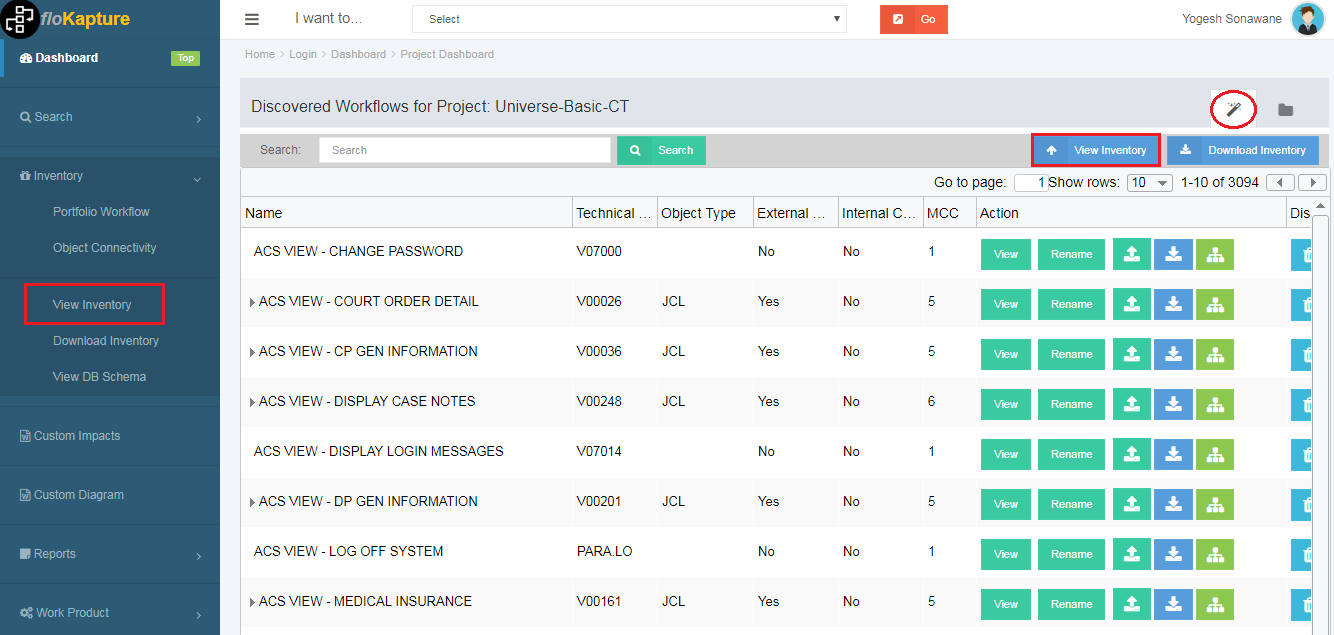 floKapture
I want to...
Select
Go
Yogesh Sonawane
Dashboard
Top
Search
Inventory
Portfolio Workflow
Object Connectivity
View Inventory
Download Inventory
View DB Schema
Custom Impacts
Custom Diagram
Reports
Work Product
Home > Login > Dashboard > Project Dashboard
Discovered Workflows for Project: Universe-Basic-CT
Search: Search Search View Inventory Download Inventory
Go to page: 1 Show rows: 10 1-10 of 3094
Name Technical ... Object Type External ... Internal C... MCC Action Dis
ACS VIEW - CHANGE PASSWORD V07000 No No 1 View Rename
ACS VIEW - COURT ORDER DETAIL V00026 JCL Yes No 5 View Rename
ACS VIEW - CP GEN INFORMATION V00036 JCL Yes No 5 View Rename
ACS VIEW - DISPLAY CASE NOTES V00248 JCL Yes No 6 View Rename
ACS VIEW - DISPLAY LOGIN MESSAGES V07014 No No 1 View Rename
ACS VIEW - DP GEN INFORMATION V00201 JCL Yes No 5 View Rename
ACS VIEW - LOG OFF SYSTEM PARA.LO No No 1 View Rename
ACS VIEW - MEDICAL INSURANCE V00161 JCL Yes No 5 View Rename